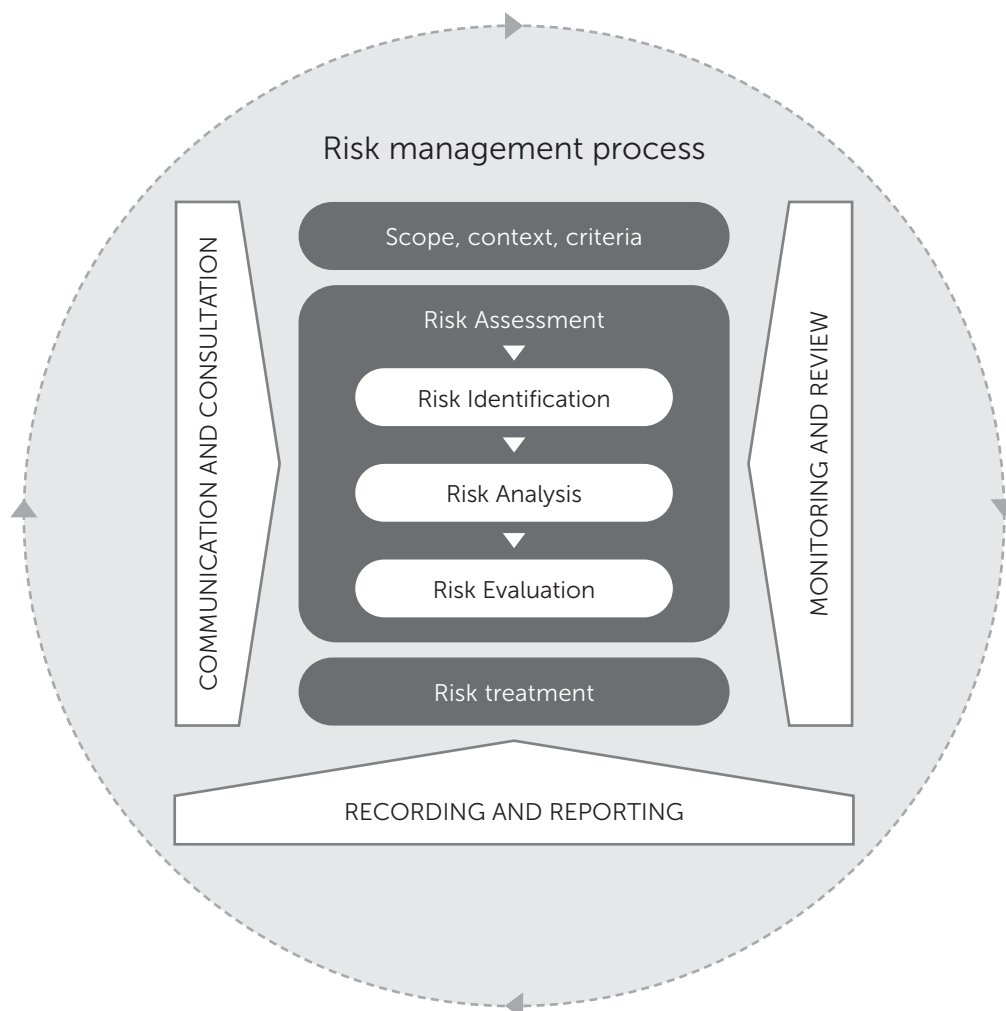 Risk management process
Scope, context, criteria
COMMUNICATION AND CONSULTATION
Risk Assessment
Risk Identification
Risk Analysis
Risk Evaluation
MONITORING AND REVIEW
Risk treatment
RECORDING AND REPORTING